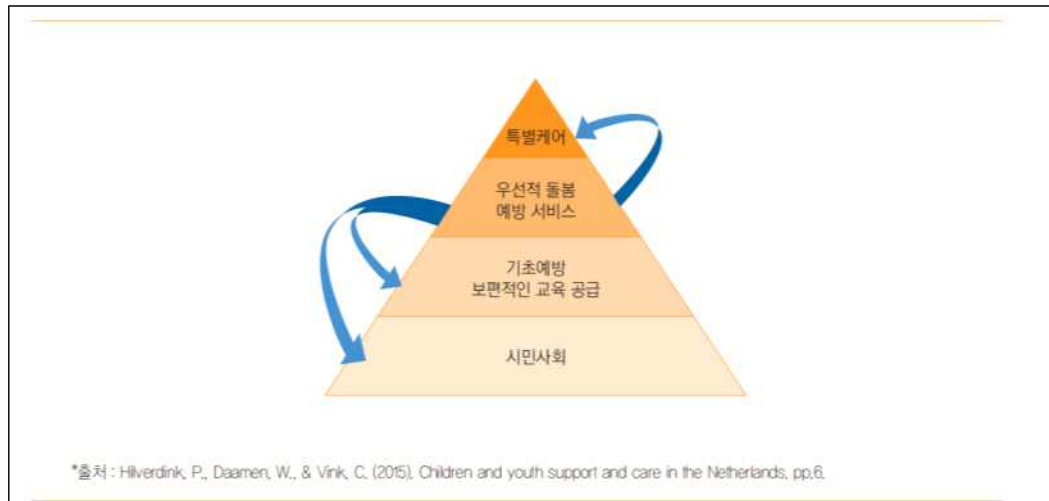 특별케어
우선적 돌봄
예방 서비스
기초예방
보편적인 교육 공급
시민사회
*출처 : Hilverdink, P., Daamen, W., & Vink, C. (2015), Children and youth support and care in the Netherlands, pp.6.